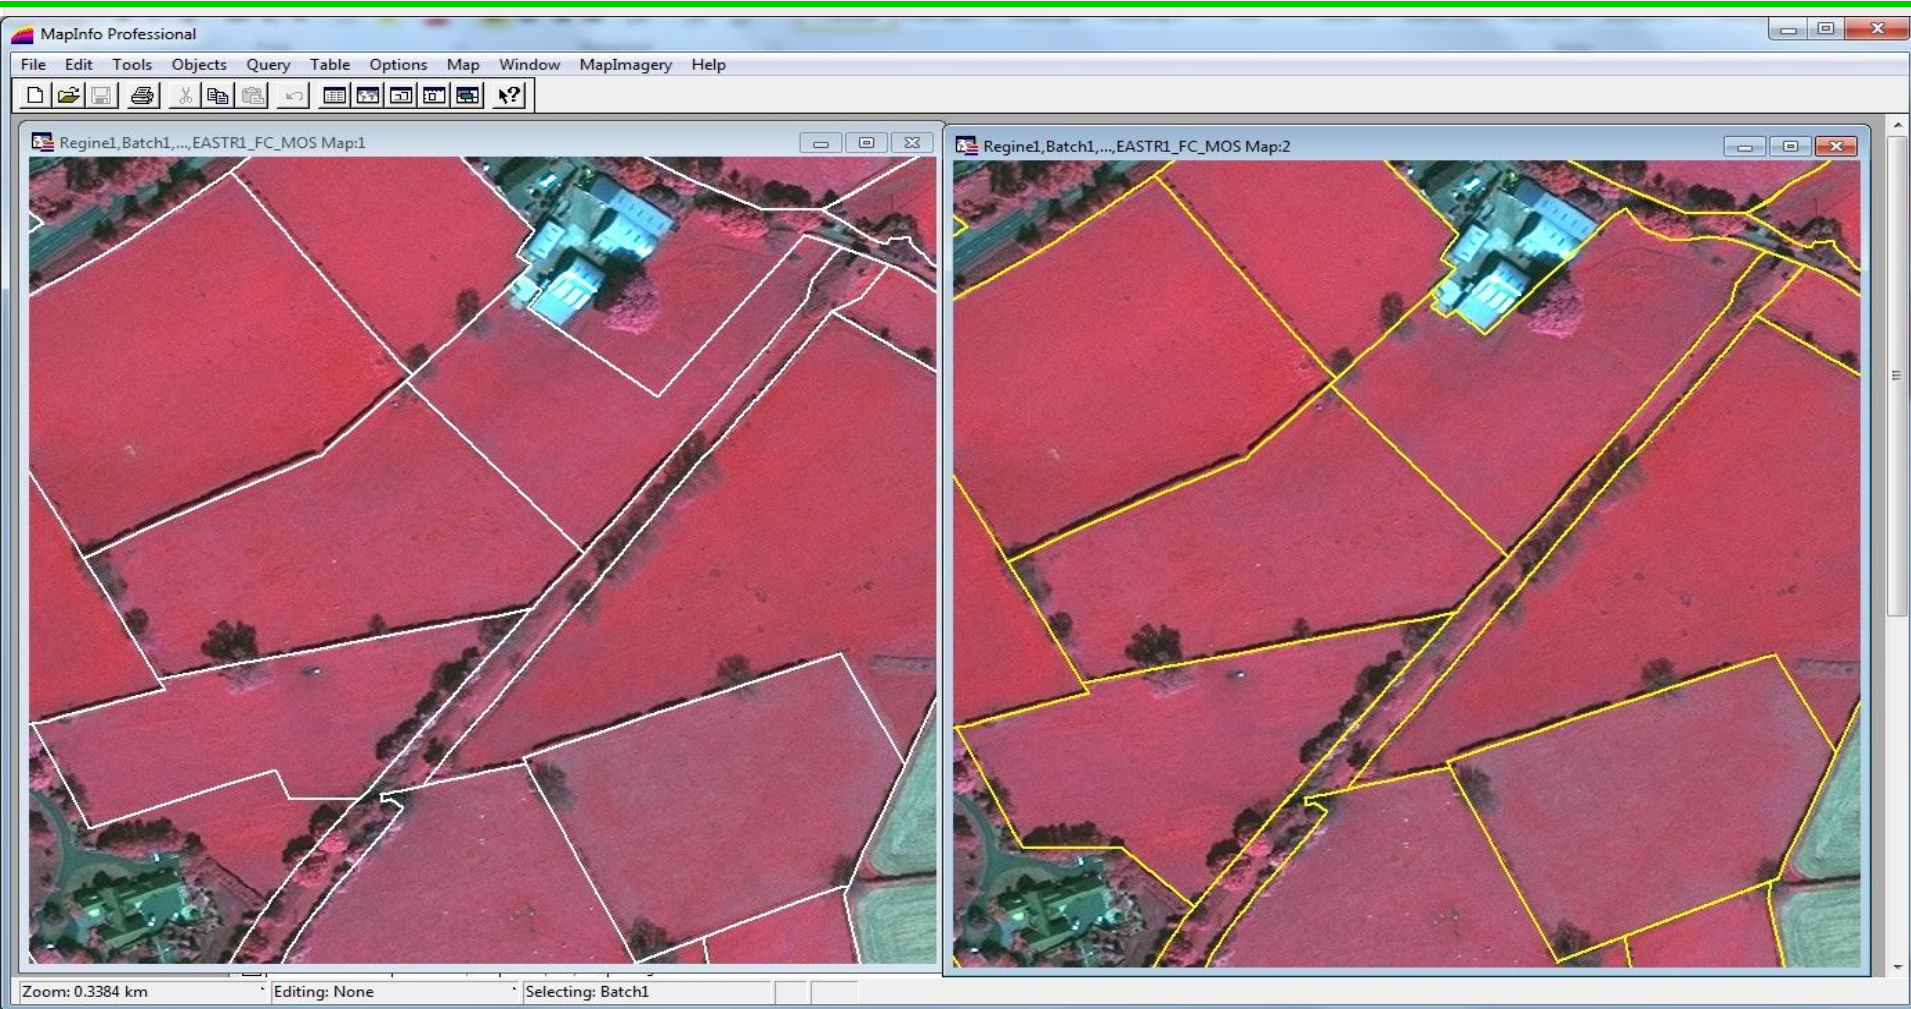 MapInfo Professional
File Edit Tools Objects Query Table Options Map Window MapImagery Help
Regine1,Batch1,...,EASTR1_FC_MOS Map:1
Regine1,Batch1,...,EASTR1_FC_MOS Map:2
Zoom: 0.3384 km Editing: None Selecting: Batch1